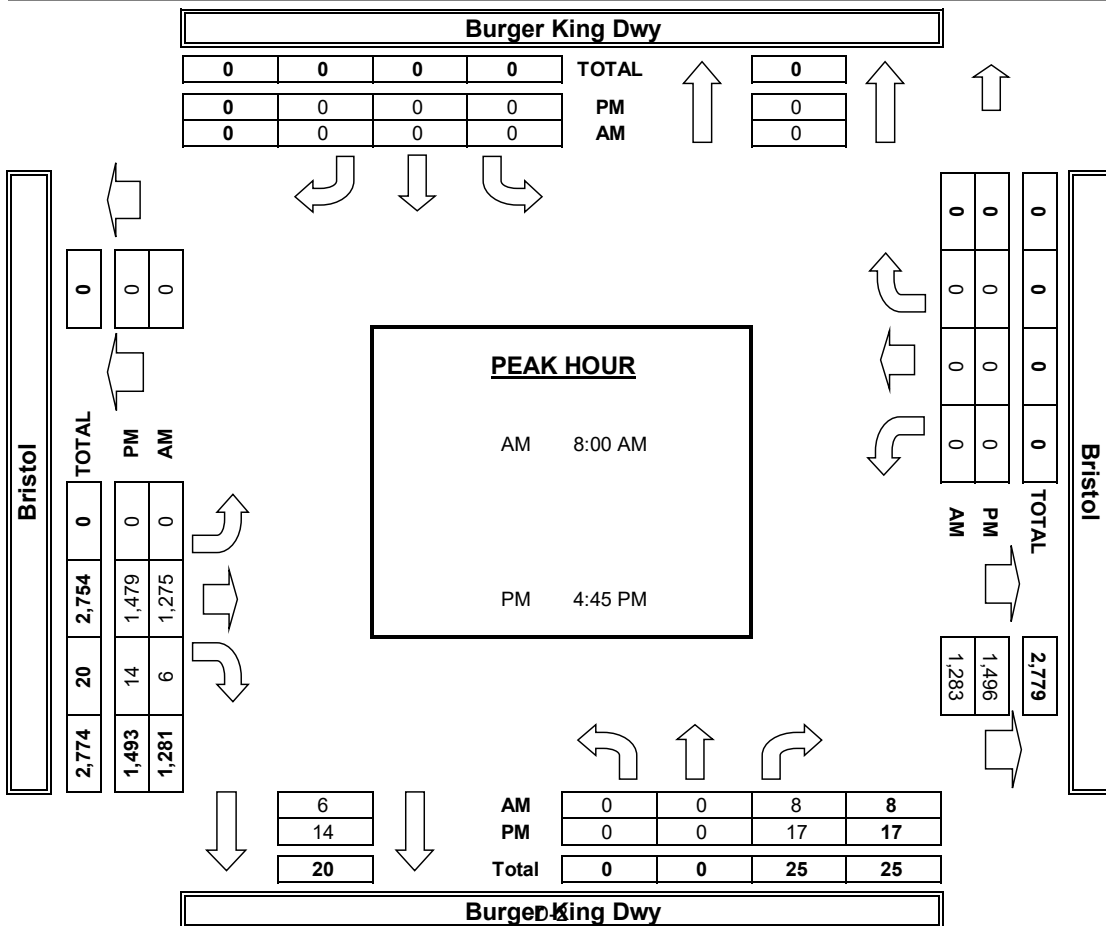 Burger King Dwy
0 0 0 0 TOTAL 0
0 0 0 0 PM 0
0 0 0 0 AM 0
Bristol
0 0 0
TOTAL PM AM
0 0 0
2,754 1,479 1,275
20 14 6
2,774 1,493 1,281
PEAK HOUR
AM 8:00 AM
PM 4:45 PM
0 0 0
0 0 0
0 0 0
0 0 0
AM PM TOTAL
1,283 1,496 2,779
Bristol
6 AM 0 0 8 8
14 PM 0 0 17 17
20 Total 0 0 25 25
Burger King Dwy
D-2